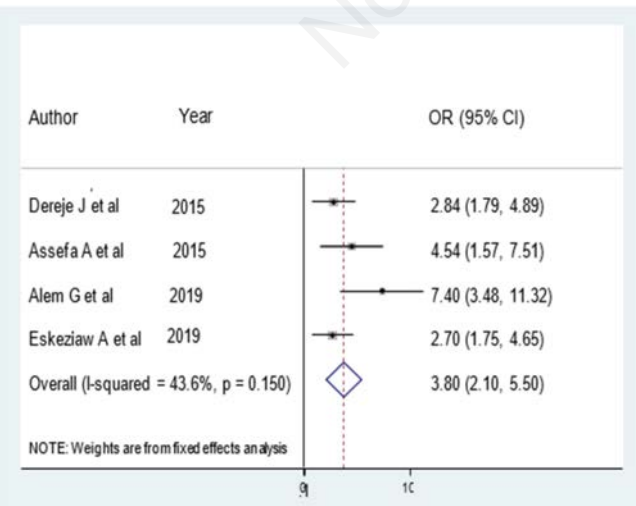 Author Year OR (95% CI)
Dereje J et al 2015 2.84 (1.79, 4.89)
Assefa A et al 2015 4.54 (1.57, 7.51)
Alem G et al 2019 7.40 (3.48, 11.32)
Eskeziaw A et al 2019 2.70 (1.75, 4.65)
Overall (I-squared = 43.6%, p = 0.150) 3.80 (2.10, 5.50)
NOTE: Weights are from fixed effects analysis